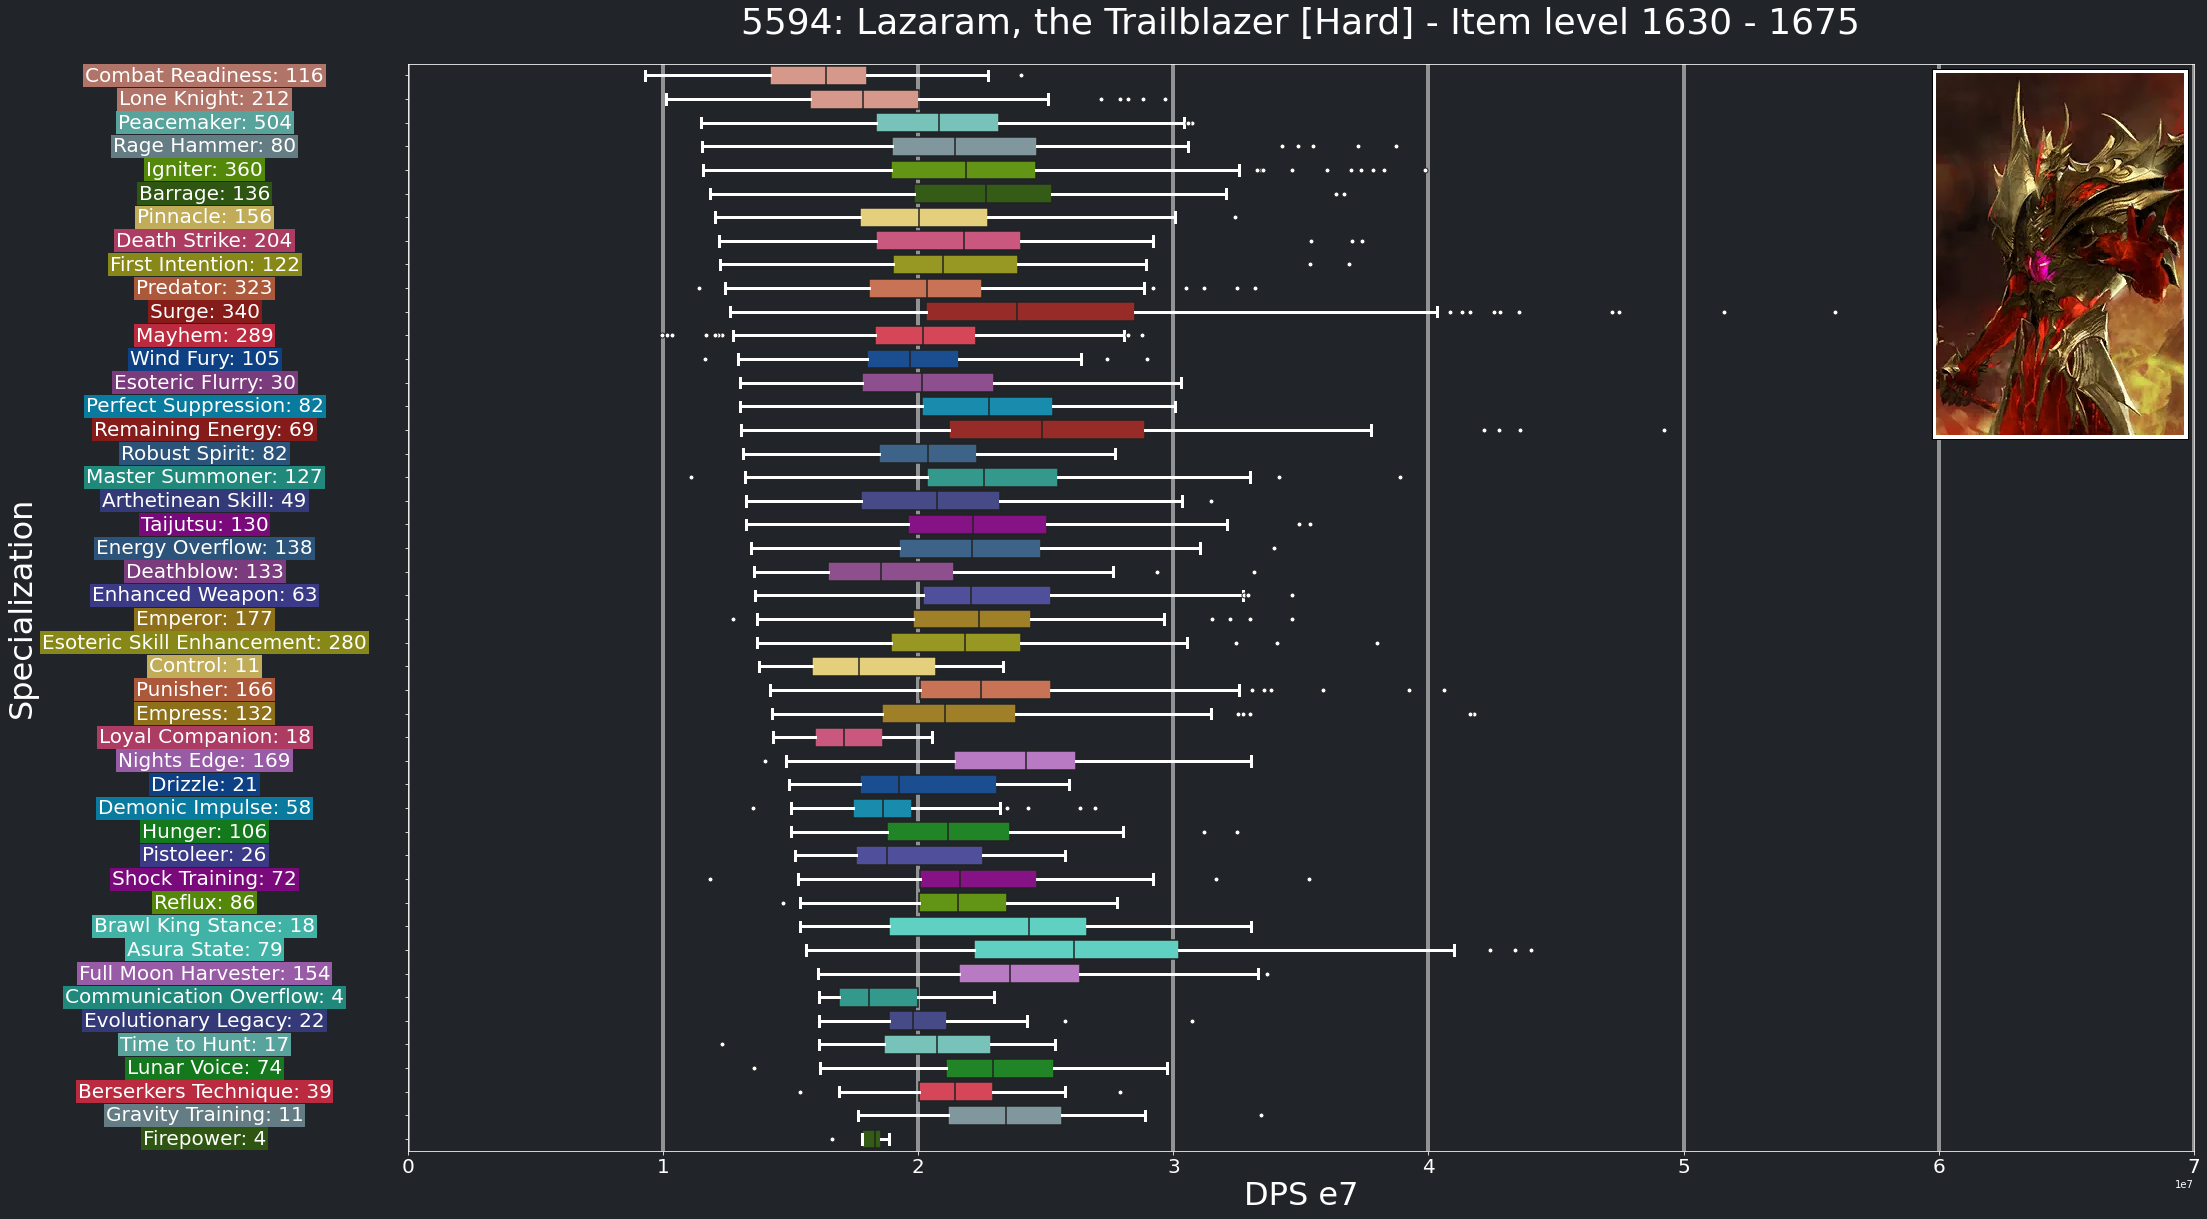 5594: Lazaram, the Trailblazer [Hard] - Item level 1630 - 1675
Specialization
Combat Readiness: 116
Lone Knight: 212
Peacemaker: 504
Rage Hammer: 80
Igniter: 360
Barrage: 136
Pinnacle: 156
Death Strike: 204
First Intention: 122
Predator: 323
Surge: 340
Mayhem: 289
Wind Fury: 105
Esoteric Flurry: 30
Perfect Suppression: 82
Remaining Energy: 69
Robust Spirit: 82
Master Summoner: 127
Arthetinean Skill: 49
Taijutsu: 130
Energy Overflow: 138
Deathblow: 133
Enhanced Weapon: 63
Emperor: 177
Esoteric Skill Enhancement: 280
Control: 11
Punisher: 166
Empress: 132
Loyal Companion: 18
Nights Edge: 169
Drizzle: 21
Demonic Impulse: 58
Hunger: 106
Pistoleer: 26
Shock Training: 72
Reflux: 86
Brawl King Stance: 18
Asura State: 79
Full Moon Harvester: 154
Communication Overflow: 4
Evolutionary Legacy: 22
Time to Hunt: 17
Lunar Voice: 74
Berserkers Technique: 39
Gravity Training: 11
Firepower: 4
0 1 2 3 4 5 6 7
1e7
DPS e7